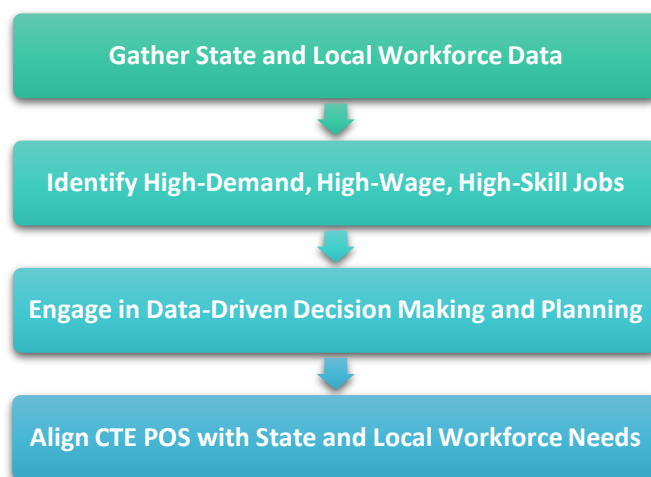 Gather State and Local Workforce Data
Identify High-Demand, High-Wage, High-Skill Jobs
Engage in Data-Driven Decision Making and Planning
Align CTE POS with State and Local Workforce Needs